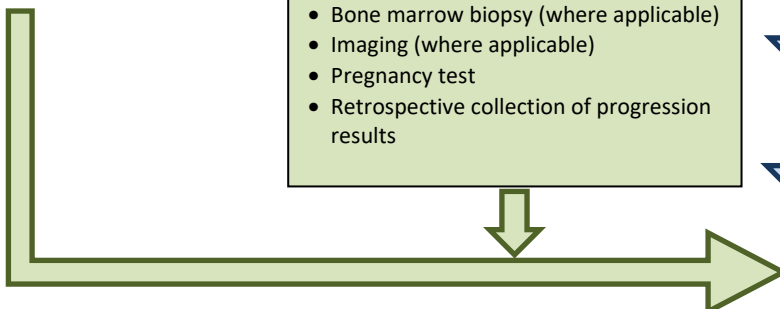 • Bone marrow biopsy (where applicable)
• Imaging (where applicable)
• Pregnancy test
• Retrospective collection of progression
results